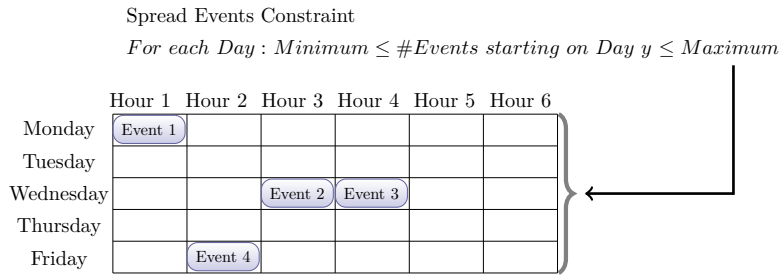 Spread Events Constraint
For each Day : Minimum ≤ #Events starting on Day y ≤ Maximum
Hour 1 Hour 2 Hour 3 Hour 4 Hour 5 Hour 6
Monday Event 1
Tuesday
Wednesday Event 2 Event 3
Thursday
Friday Event 4